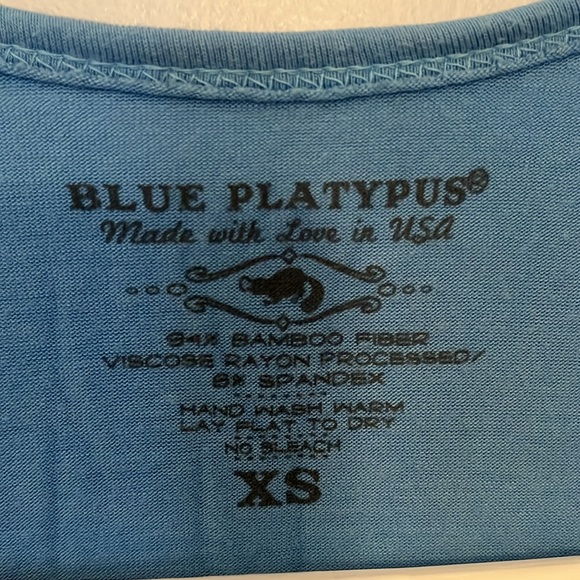 BLUE PLATYPUS®
Made with Love in USA
94% BAMBOO FIBER
VISCOSE RAYON PROCESSED/
6% SPANDEX
HAND WASH WARM
LAY FLAT TO DRY
NO BLEACH
XS